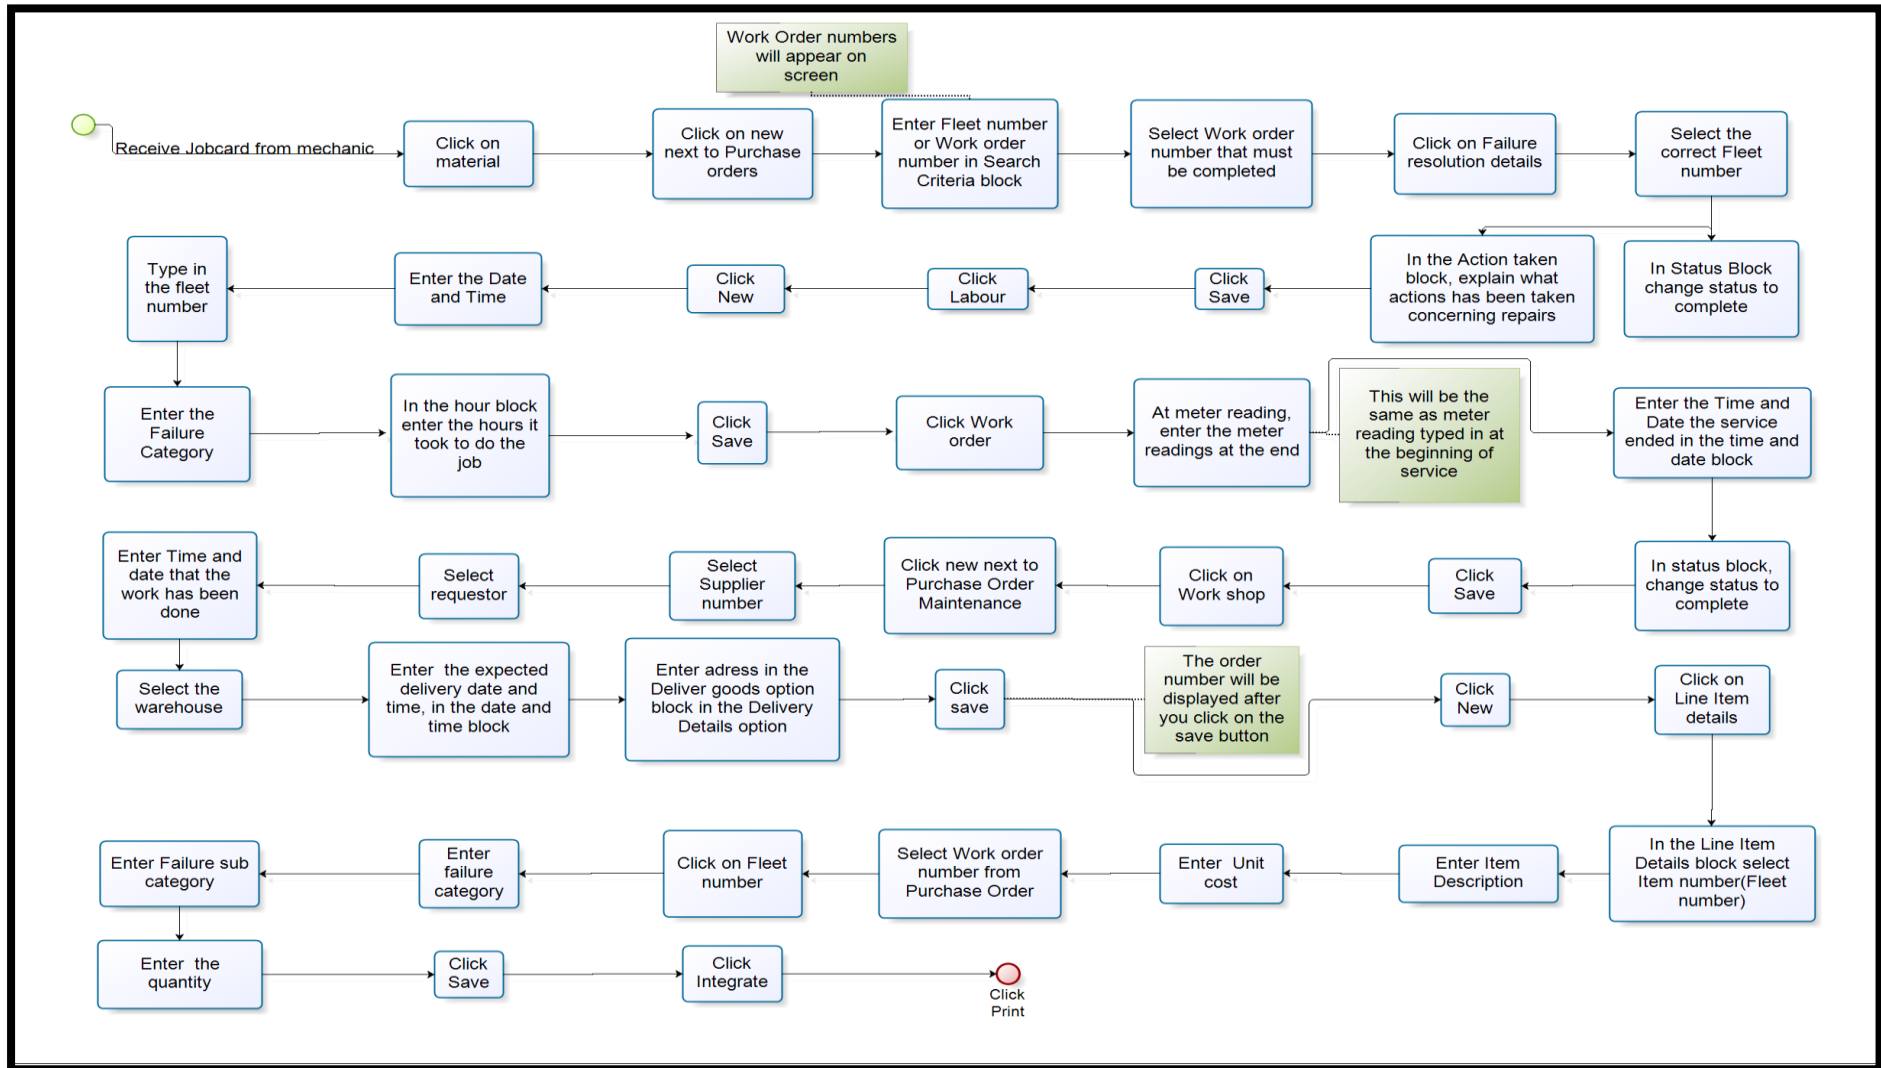 Work Order numbers
will appear on
screen
Receive Jobcard from mechanic
Click on
material
Click on new
next to Purchase
orders
Enter Fleet number
or Work order
number in Search
Criteria block
Select Work order
number that must
be completed
Click on Failure
resolution details
Select the
correct Fleet
number
Type in
the fleet
number
Enter the Date
and Time
Click
New
Click
Labour
Click
Save
In the Action taken
block, explain what
actions has been taken
concerning repairs
In Status Block
change status to
complete
Enter the
Failure
Category
In the hour block
enter the hours it
took to do the
job
Click
Save
Click Work
order
At meter reading,
enter the meter
readings at the end
This will be the
same as meter
reading typed in at
the beginning of
service
Enter the Time and
Date the service
ended in the time and
date block
Enter Time and
date that the
work has been
done
Select
requestor
Select
Supplier
number
Click new next to
Purchase Order
Maintenance
Click on
Work shop
Click
Save
In status block,
change status to
complete
Select the
warehouse
Enter  the expected
delivery date and
time, in the date and
time block
Enter adress in the
Deliver goods option
block in the Delivery
Details option
Click
save
The order
number will be
displayed after
you click on the
save button
Click
New
Click on
Line Item
details
Enter Failure sub
category
Enter
failure
category
Click on Fleet
number
Select Work order
number from
Purchase Order
Enter  Unit
cost
Enter Item
Description
In the Line Item
Details block select
Item number(Fleet
number)
Enter  the
quantity
Click
Save
Click
Integrate
Click
Print